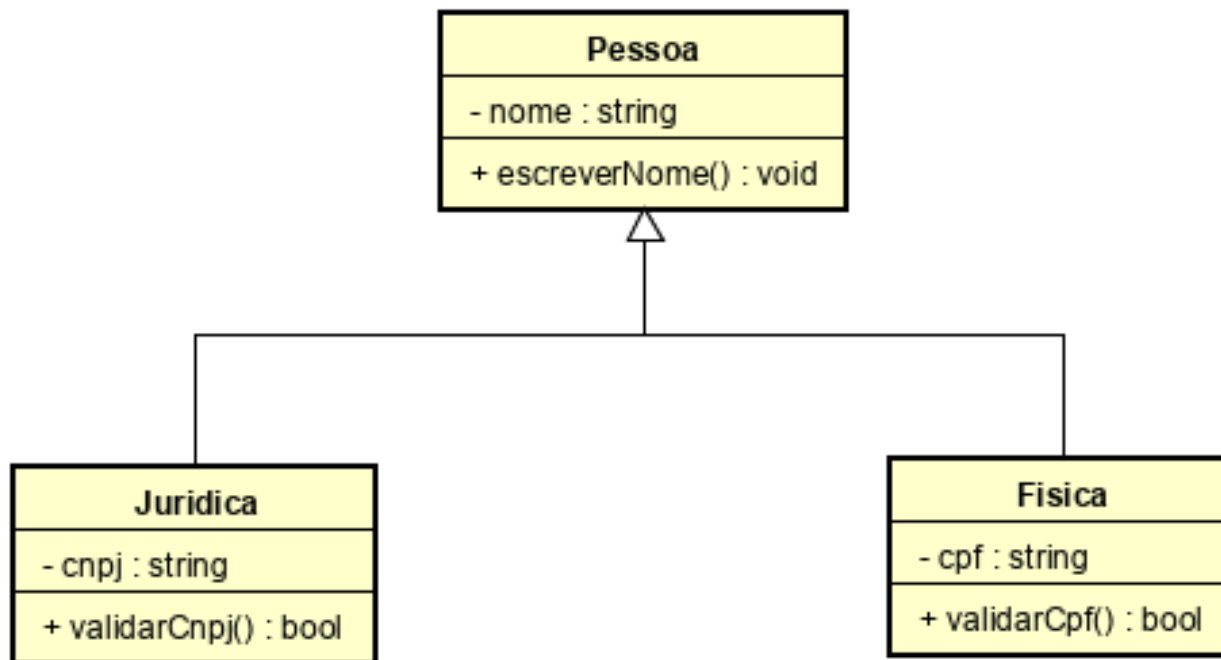 Pessoa
- nome : string
+ escreverNome() : void
Juridica
- cnpj : string
+ validarCnpj() : bool
Fisica
- cpf : string
+ validarCpf() : bool